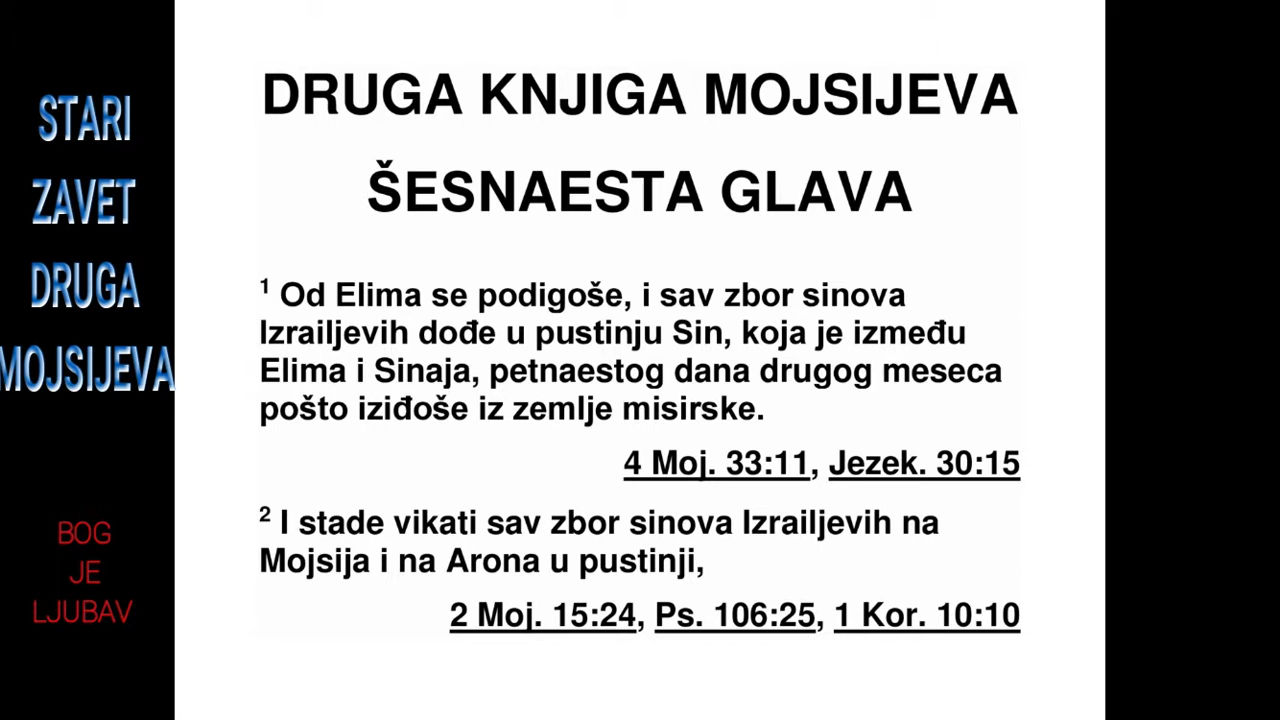 STARI
ZAVET
DRUGA
MOJSIJEVA
BOG
JE
LJUBAV
DRUGA KNJIGA MOJSIJEVA
ŠESNAESTA GLAVA
1 Od Elima se podigoše, i sav zbor sinova
Izrailjevih dođe u pustinju Sin, koja je između
Elima i Sinaja, petnaestog dana drugog meseca
pošto iziđoše iz zemlje misirske.
4 Moj. 33:11, Jezek. 30:15
2 I stade vikati sav zbor sinova Izrailjevih na
Mojsija i na Arona u pustinji,
2 Moj. 15:24, Ps. 106:25, 1 Kor. 10:10